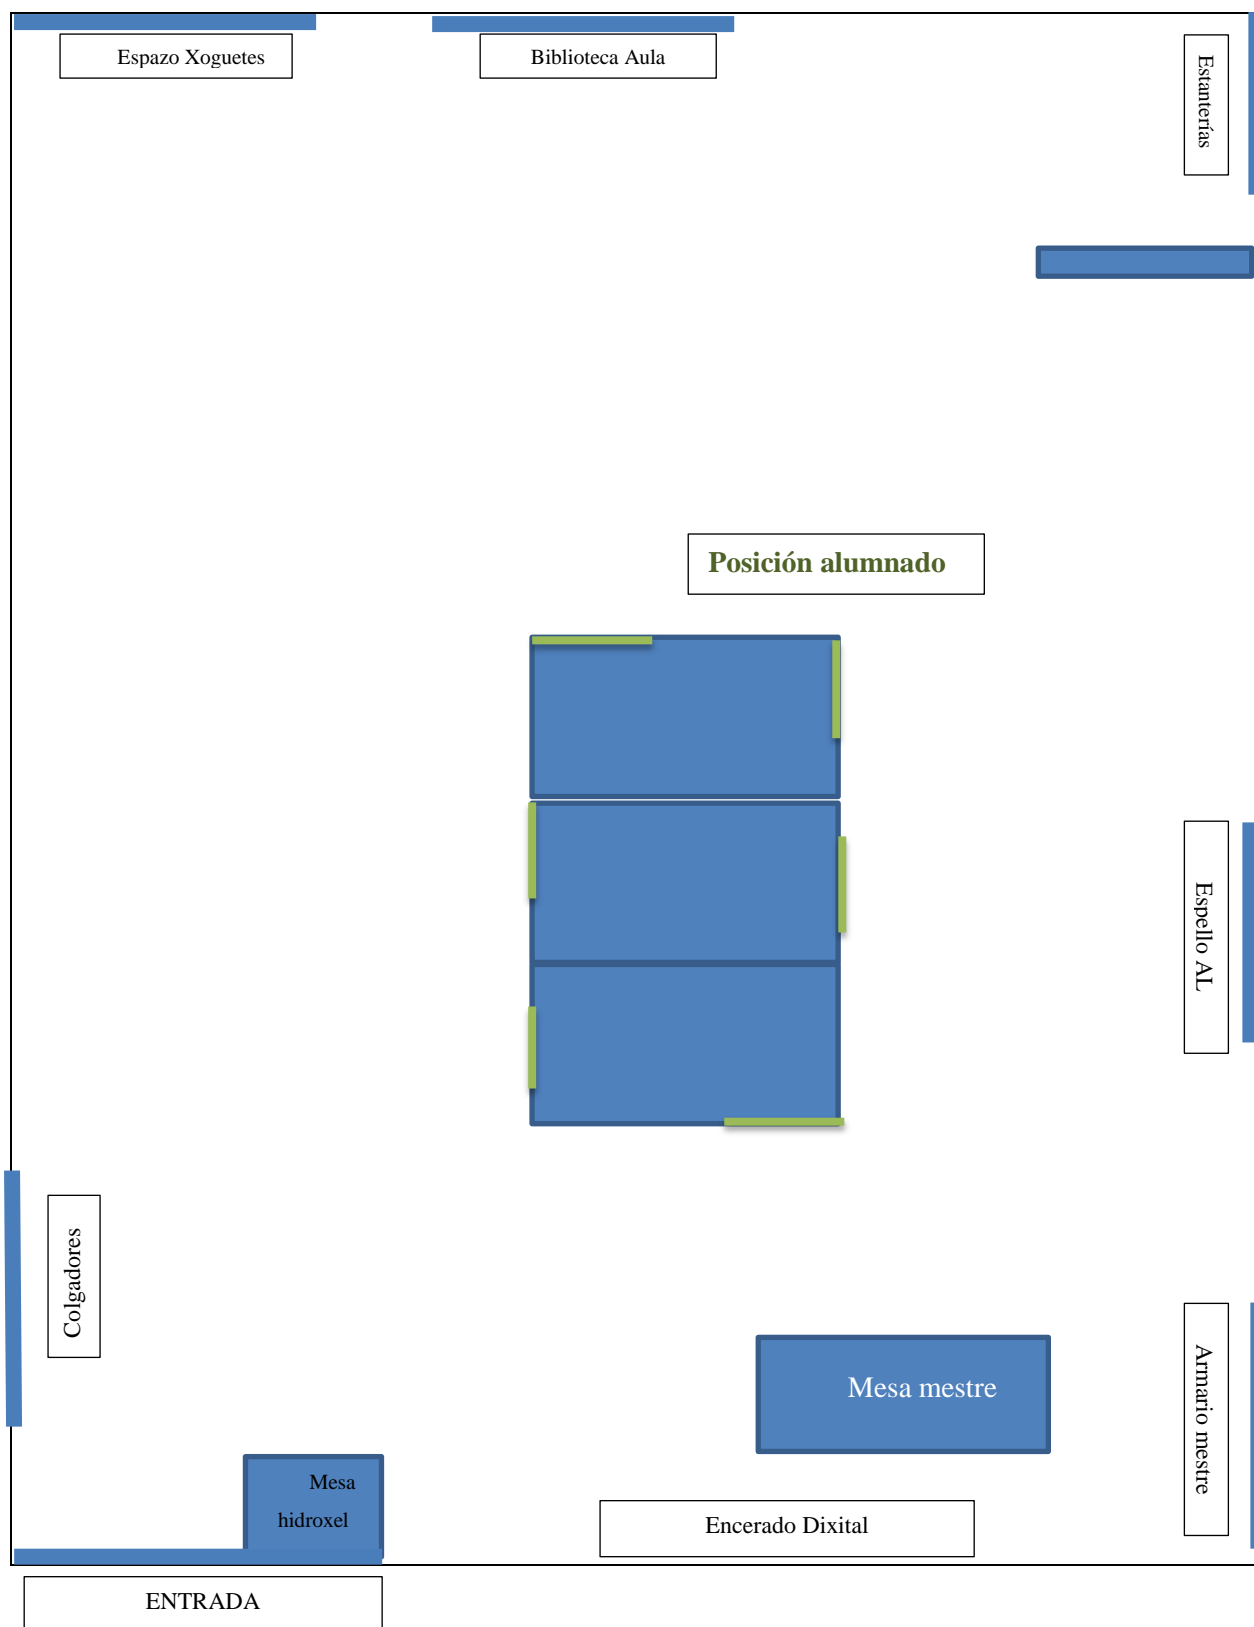 Espazo Xoguetes
Biblioteca Aula
Estanterías
Posición alumnado
Espello AL
Colgadores
Mesa mestre
Armario mestre
Mesa
hidroxel
Encerado Dixital
ENTRADA